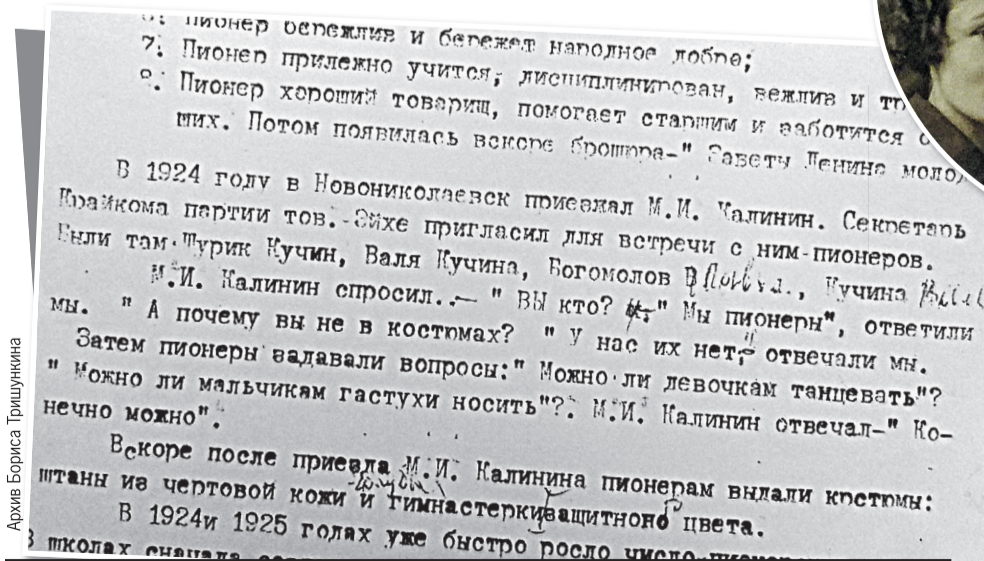 6. Пионер бережлив и бережет народное добро;
7. Пионер прилежно учится, дисциплинирован, вежлив и
8. Пионер хороший товарищ, помогает старшим и заботится о
ших. Потом появилась вскоре брошюра-" Заветы Ленина
В 1924 году в Новониколаевск приезжал М.И. Калинин. Секретарь
Крайкома партии тов. Эйхе пригласил для встречи с ним-пионеров.
Были там Шурик Кучин, Валя Кучина, Богомолов, Кучина
М.И. Калинин спросил..— " ВЫ кто? " Мы пионеры", ответили
мы. " А почему вы не в костюмах? " У нас их нет," отвечали мы.
Затем пионеры задавали вопросы:" Можно ли девочкам танцевать"?
" Можно ли мальчикам гастухи носить"?. М.И. Калинин отвечал-" Ко-
нечно можно".
Вскоре после приезда М.И. Калинина пионерам выдали костюмы:
штаны из чертовой кожи и гимнастерки защитного цвета.
В 1924и 1925 годах уже быстро росло число
В школах сначала
Архив Бориса Тришункина